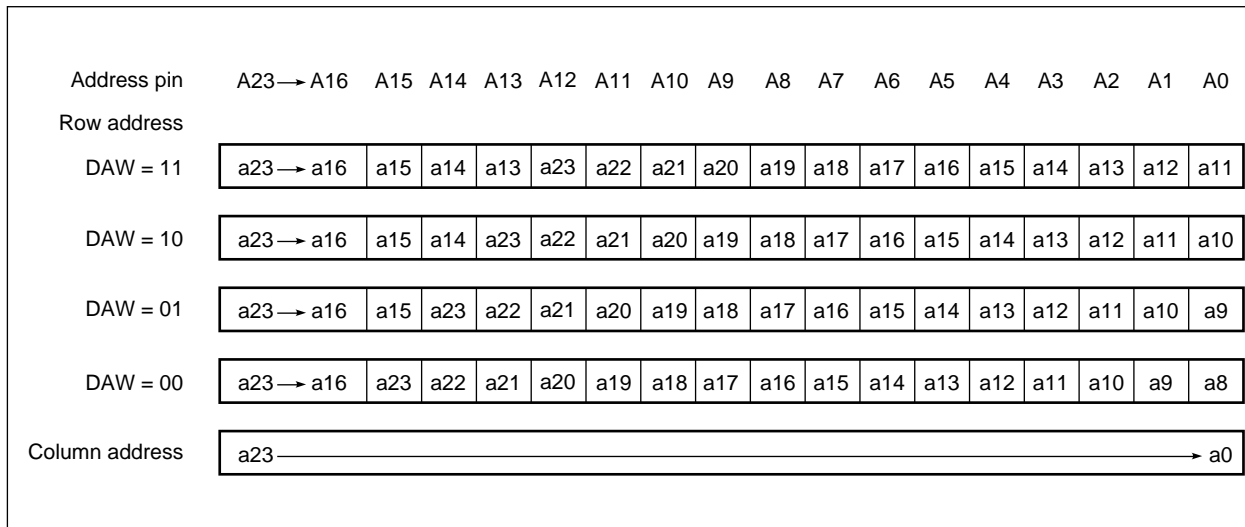 Address pin A23 → A16 A15 A14 A13 A12 A11 A10 A9 A8 A7 A6 A5 A4 A3 A2 A1 A0
Row address
DAW = 11 a23 → a16 a15 a14 a13 a23 a22 a21 a20 a19 a18 a17 a16 a15 a14 a13 a12 a11
DAW = 10 a23 → a16 a15 a14 a23 a22 a21 a20 a19 a18 a17 a16 a15 a14 a13 a12 a11 a10
DAW = 01 a23 → a16 a15 a23 a22 a21 a20 a19 a18 a17 a16 a15 a14 a13 a12 a11 a10 a9
DAW = 00 a23 → a16 a23 a22 a21 a20 a19 a18 a17 a16 a15 a14 a13 a12 a11 a10 a9 a8
Column address a23 → a0